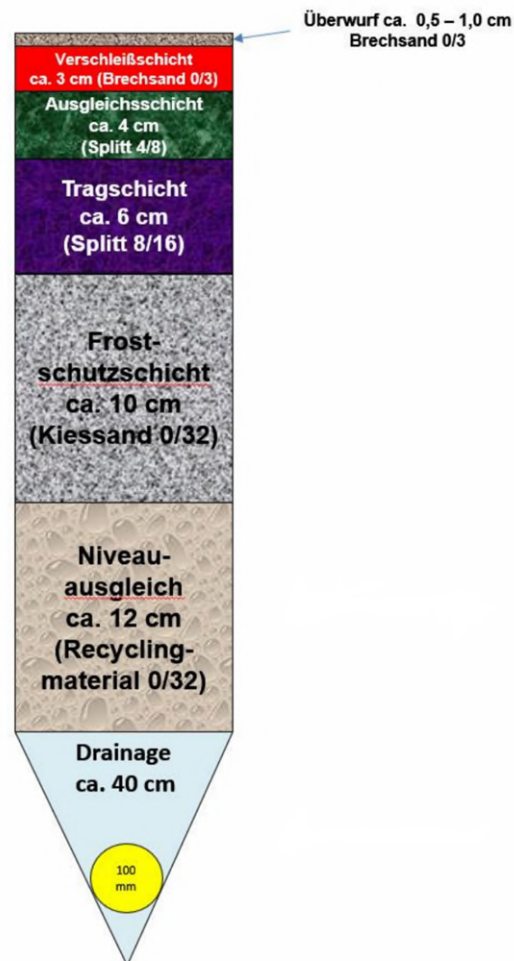 Überwurf ca. 0,5 – 1,0 cm
Brechsand 0/3
Verschleißschicht
ca. 3 cm (Brechsand 0/3)
Ausgleichsschicht
ca. 4 cm
(Splitt 4/8)
Tragschicht
ca. 6 cm
(Splitt 8/16)
Frost-
schutzschicht
ca. 10 cm
(Kiessand 0/32)
Niveau-
ausgleich
ca. 12 cm
(Recycling-
material 0/32)
Drainage
ca. 40 cm
100
mm